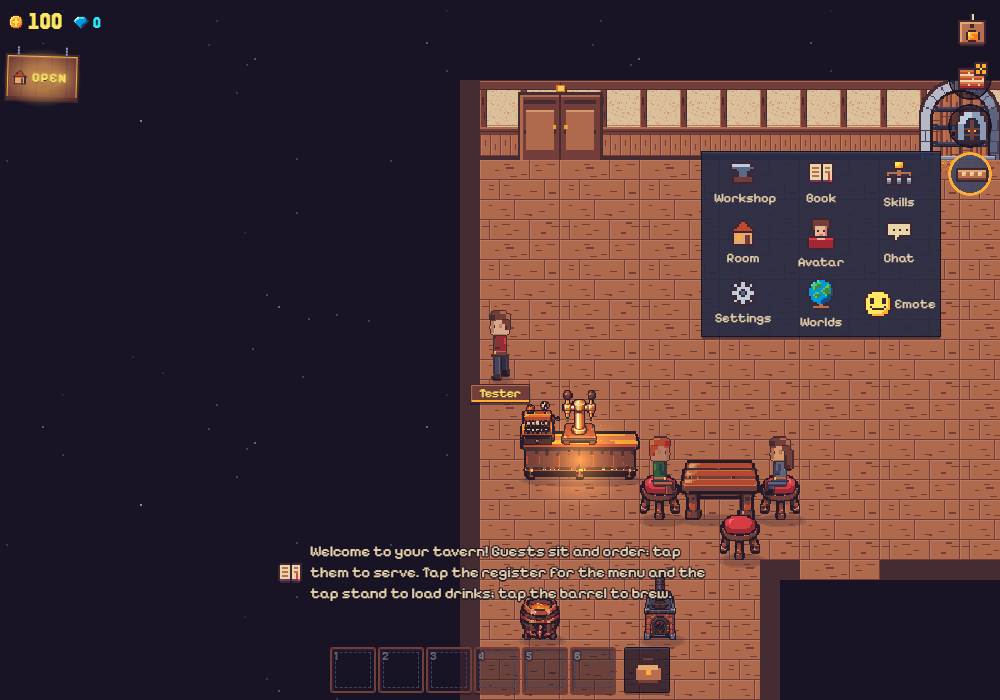 100 0
OPEN
Workshop Book Skills
Room Avatar Chat
Settings Worlds Emote
Tester
Welcome to your tavern! Guests sit and order: tap
them to serve. Tap the register for the menu and the
tap stand to load drinks; tap the barrel to brew.
1 2 3 4 5 6